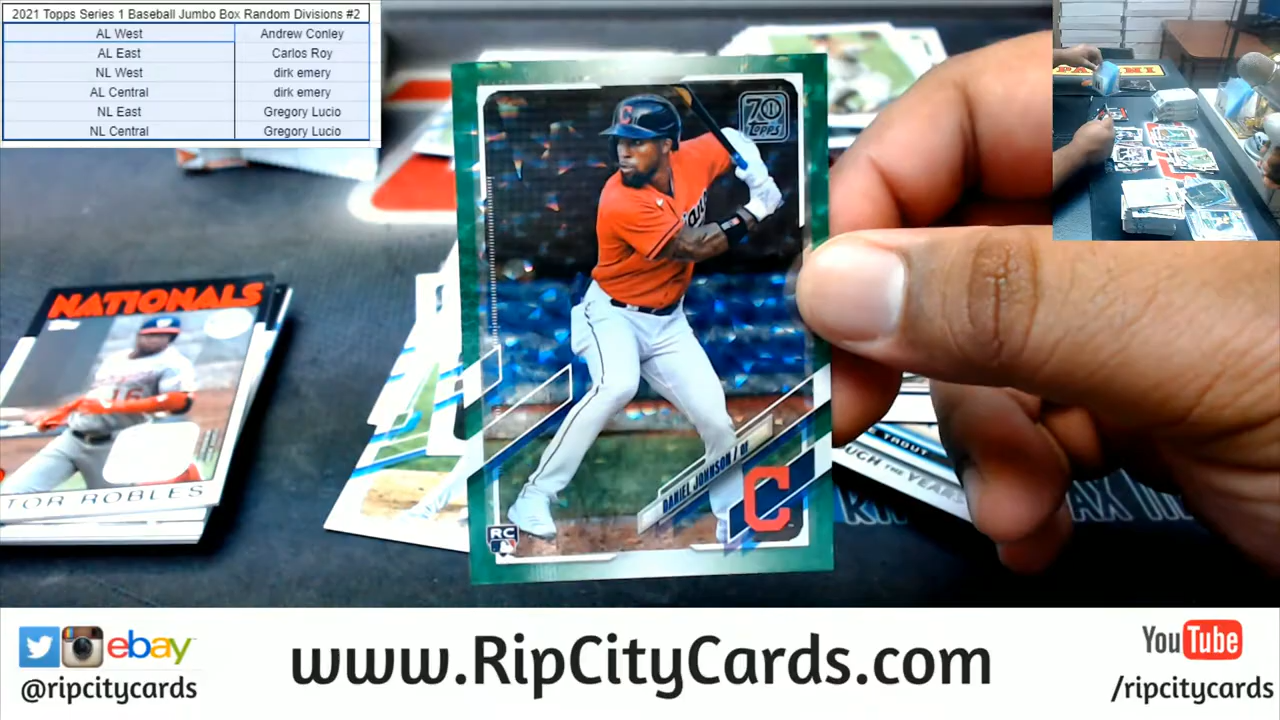 2021 Topps Series 1 Baseball Jumbo Box Random Divisions #2
AL West Andrew Conley
AL East Carlos Roy
NL West dirk emery
AL Central dirk emery
NL East Gregory Lucio
NL Central Gregory Lucio
70
TOPPS
C
DANIEL JOHNSON / OF
C
RC
NATIONALS
Topps
TOR ROBLES
TROUT
THE YEARS
ebay
@ripcitycards
www.RipCityCards.com
YouTube
/ripcitycards